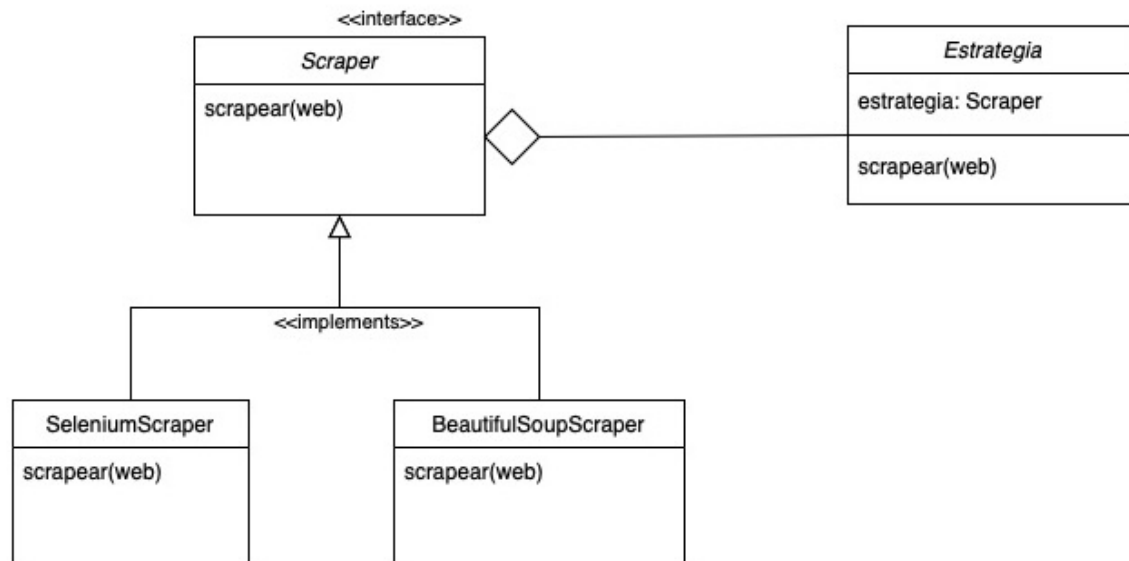 <<interface>>
Scraper
scrapear(web)
Estrategia
estrategia: Scraper
scrapear(web)
<<implements>>
SeleniumScraper
scrapear(web)
BeautifulSoupScraper
scrapear(web)